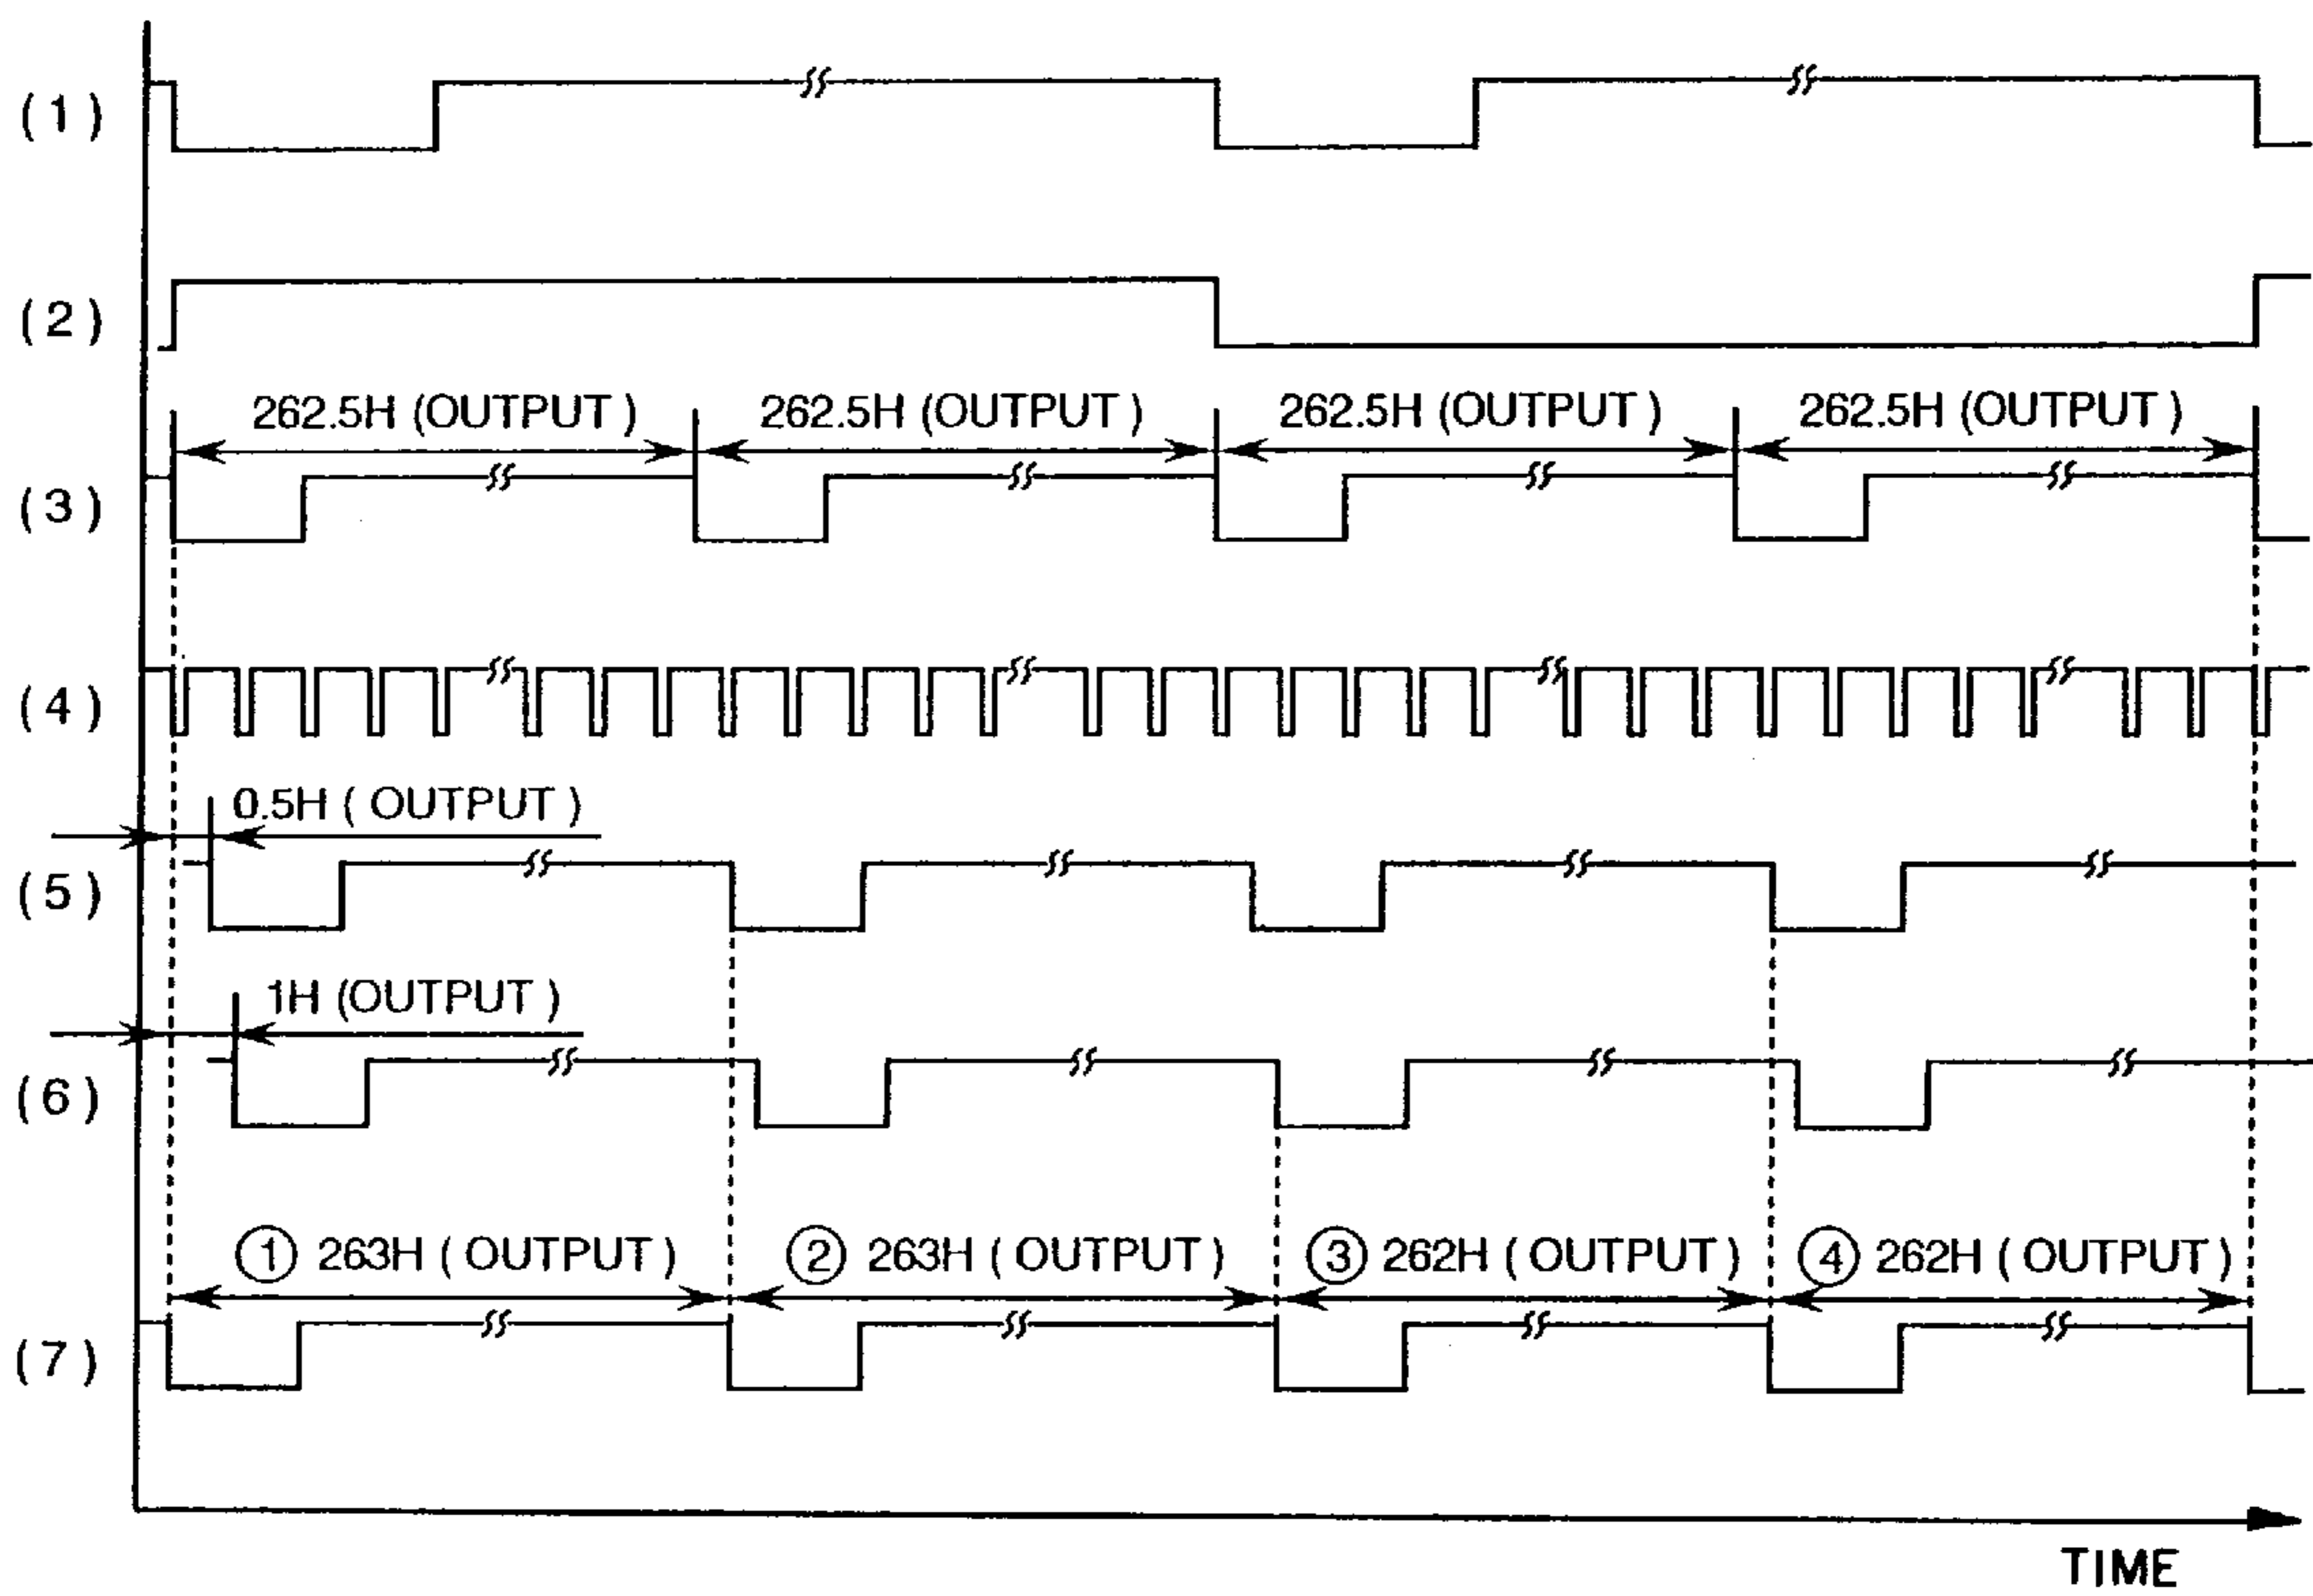 (1)
(2)
262.5H (OUTPUT) 262.5H (OUTPUT) 262.5H (OUTPUT) 262.5H (OUTPUT)
(3)
(4)
0.5H (OUTPUT)
(5)
1H (OUTPUT)
(6)
① 263H (OUTPUT) ② 263H (OUTPUT) ③ 262H (OUTPUT) ④ 262H (OUTPUT)
(7)
TIME